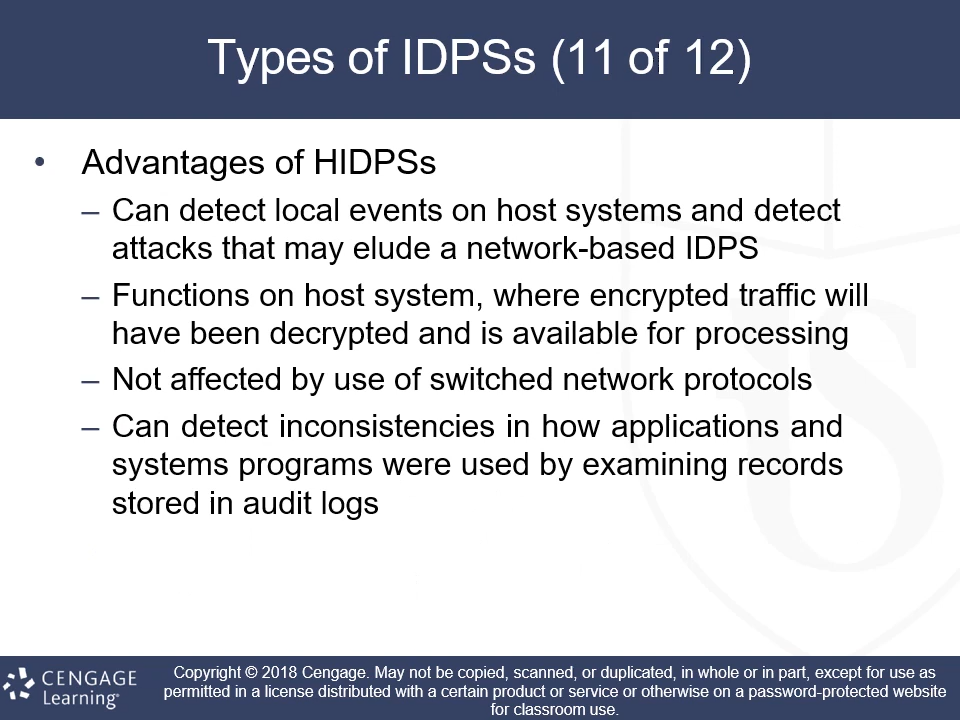 Types of IDPSs (11 of 12)
• Advantages of HIDPSs
– Can detect local events on host systems and detect
attacks that may elude a network-based IDPS
– Functions on host system, where encrypted traffic will
have been decrypted and is available for processing
– Not affected by use of switched network protocols
– Can detect inconsistencies in how applications and
systems programs were used by examining records
stored in audit logs
CENGAGE
Learning™
Copyright © 2018 Cengage. May not be copied, scanned, or duplicated, in whole or in part, except for use as
permitted in a license distributed with a certain product or service or otherwise on a password-protected website
for classroom use.